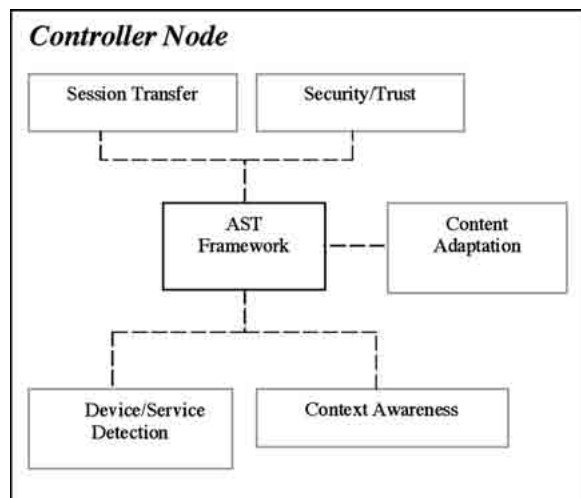 Controller Node
Session Transfer
Security/Trust
AST
Framework
Content
Adaptation
Device/Service
Detection
Context Awareness